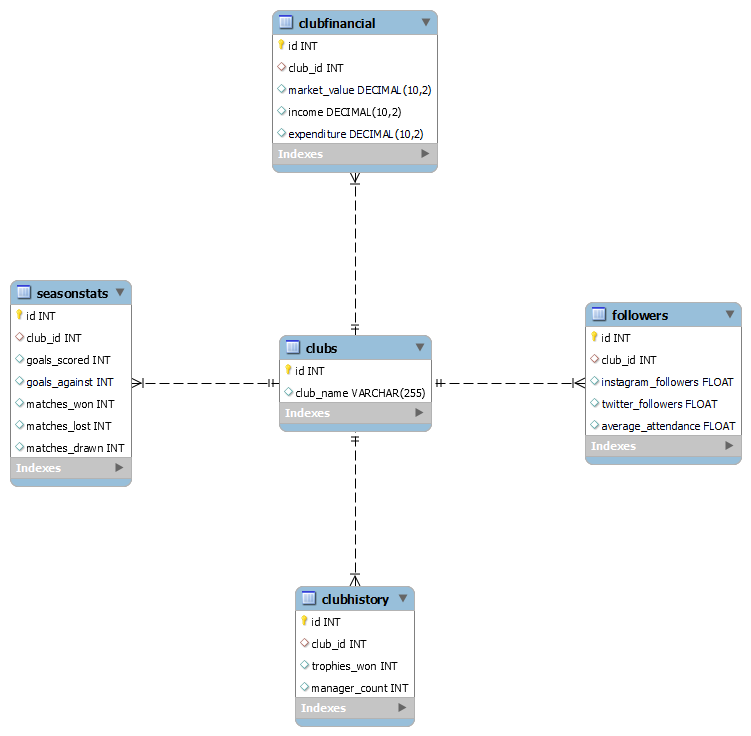 clubfinancial
id INT
club_id INT
market_value DECIMAL(10,2)
income DECIMAL(10,2)
expenditure DECIMAL(10,2)
Indexes
seasonstats
id INT
club_id INT
goals_scored INT
goals_against INT
matches_won INT
matches_lost INT
matches_drawn INT
Indexes
clubs
id INT
club_name VARCHAR(255)
Indexes
followers
id INT
club_id INT
instagram_followers FLOAT
twitter_followers FLOAT
average_attendance FLOAT
Indexes
clubhistory
id INT
club_id INT
trophies_won INT
manager_count INT
Indexes